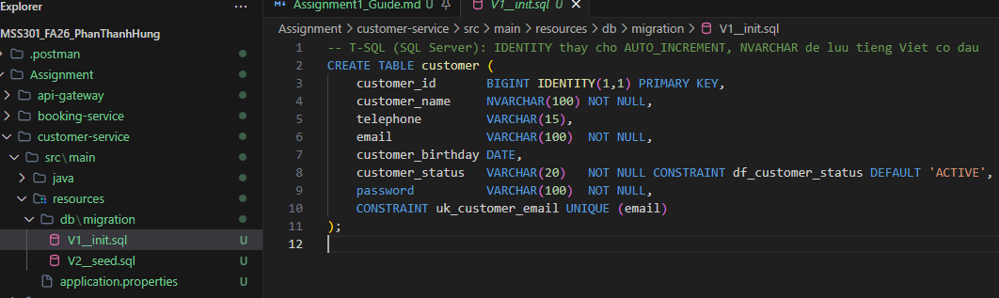 Explorer ...
Assignment1_Guide.md U V1__init.sql U
MSS301_FA26_PhanThanhHung
.postman
Assignment
api-gateway
booking-service
customer-service
src\main
java
resources
db\migration
V1__init.sql U
V2__seed.sql U
application.properties U
Assignment > customer-service > src > main > resources > db > migration > V1__init.sql
1 -- T-SQL (SQL Server): IDENTITY thay cho AUTO_INCREMENT, NVARCHAR de luu tieng Viet co dau
2 CREATE TABLE customer (
3 customer_id BIGINT IDENTITY(1,1) PRIMARY KEY,
4 customer_name NVARCHAR(100) NOT NULL,
5 telephone VARCHAR(15),
6 email VARCHAR(100) NOT NULL,
7 customer_birthday DATE,
8 customer_status VARCHAR(20) NOT NULL CONSTRAINT df_customer_status DEFAULT 'ACTIVE',
9 password VARCHAR(100) NOT NULL,
10 CONSTRAINT uk_customer_email UNIQUE (email)
11 );
12